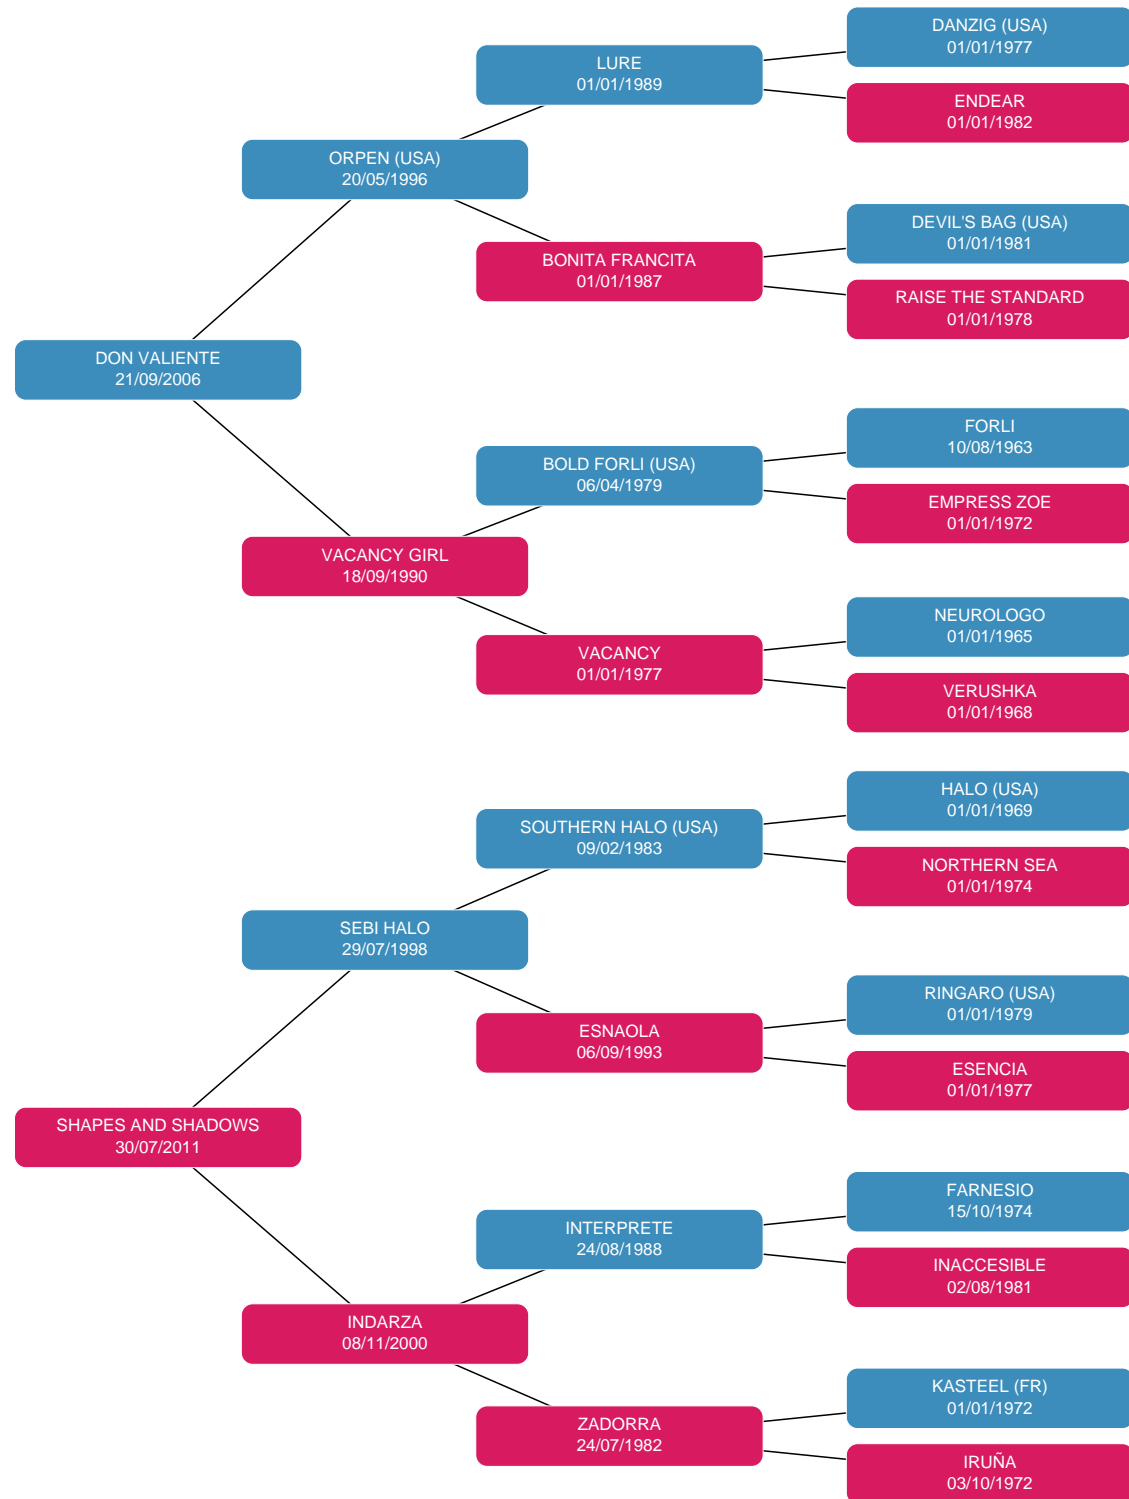 DANZIG (USA)
01/01/1977
LURE
01/01/1989
ENDEAR
01/01/1982
ORPEN (USA)
20/05/1996
DEVIL'S BAG (USA)
01/01/1981
BONITA FRANCITA
01/01/1987
RAISE THE STANDARD
01/01/1978
DON VALIENTE
21/09/2006
FORLI
10/08/1963
BOLD FORLI (USA)
06/04/1979
EMPRESS ZOE
01/01/1972
VACANCY GIRL
18/09/1990
NEUROLOGO
01/01/1965
VACANCY
01/01/1977
VERUSHKA
01/01/1968
HALO (USA)
01/01/1969
SOUTHERN HALO (USA)
09/02/1983
NORTHERN SEA
01/01/1974
SEBI HALO
29/07/1998
RINGARO (USA)
01/01/1979
ESNAOLA
06/09/1993
ESENCIA
01/01/1977
SHAPES AND SHADOWS
30/07/2011
FARNESIO
15/10/1974
INTERPRETE
24/08/1988
INACCESIBLE
02/08/1981
INDARZA
08/11/2000
KASTEEL (FR)
01/01/1972
ZADORRA
24/07/1982
IRUÑA
03/10/1972